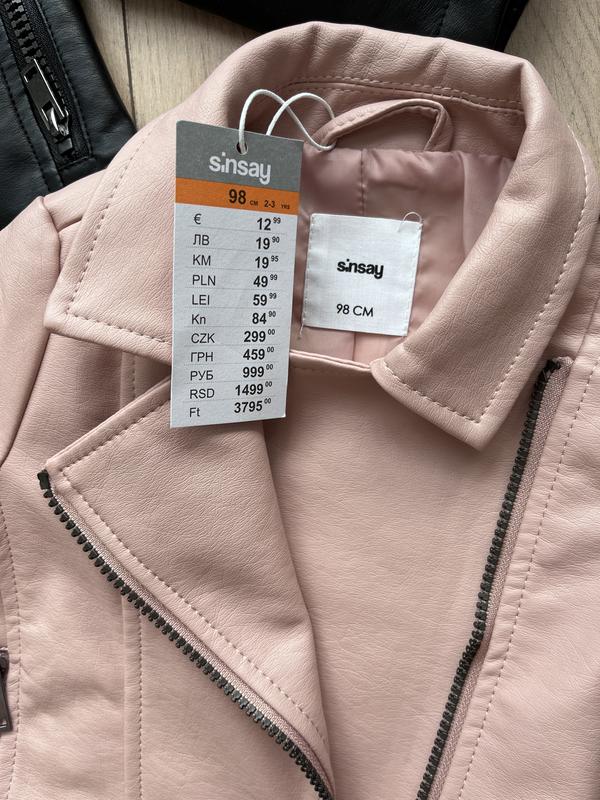 sinsay
98 CM 2-3 YRS
€ 12 99
ЛВ 19 90
KM 19 95
PLN 49 99
LEI 59 99
Kn 84 90
CZK 299 00
ГРН 459 00
РУБ 999 00
RSD 1499 00
Ft 3795 00
sinsay
98 CM